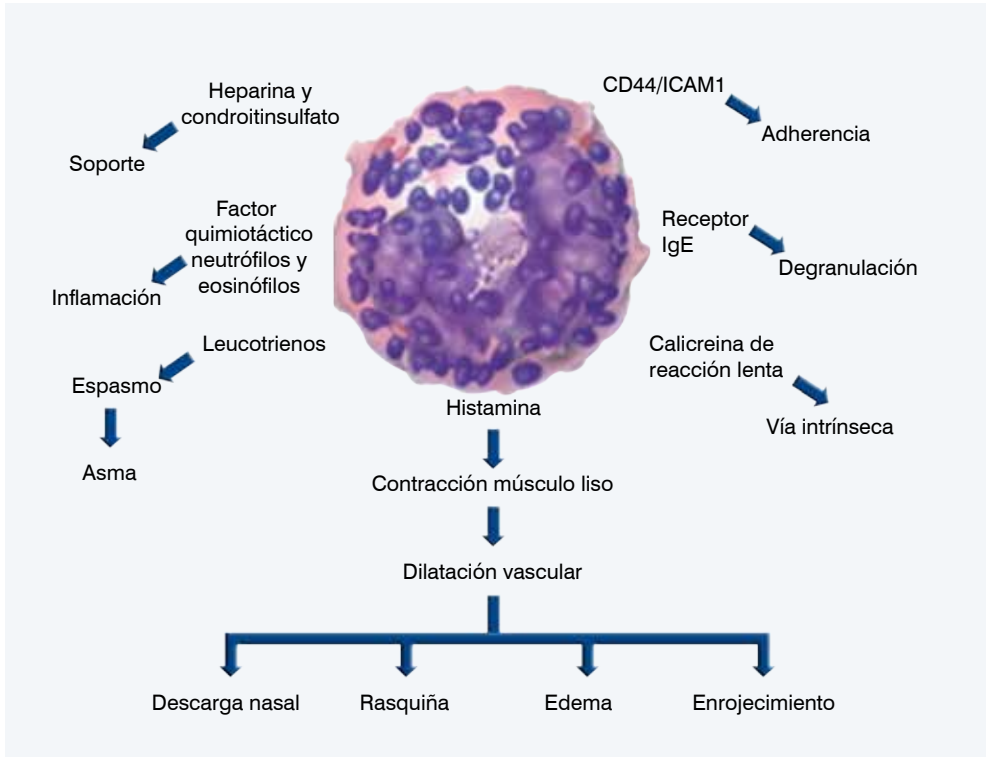 Heparina y
condroitinsulfato
Soporte
Factor
quimiotáctico
neutrófilos y
eosinófilos
Inflamación
Leucotrienos
Espasmo
Asma
CD44/ICAM1
Adherencia
Receptor
IgE
Degranulación
Calicreina de
reacción lenta
Vía intrínseca
Histamina
Contracción músculo liso
Dilatación vascular
Descarga nasal
Rasquiña
Edema
Enrojecimiento